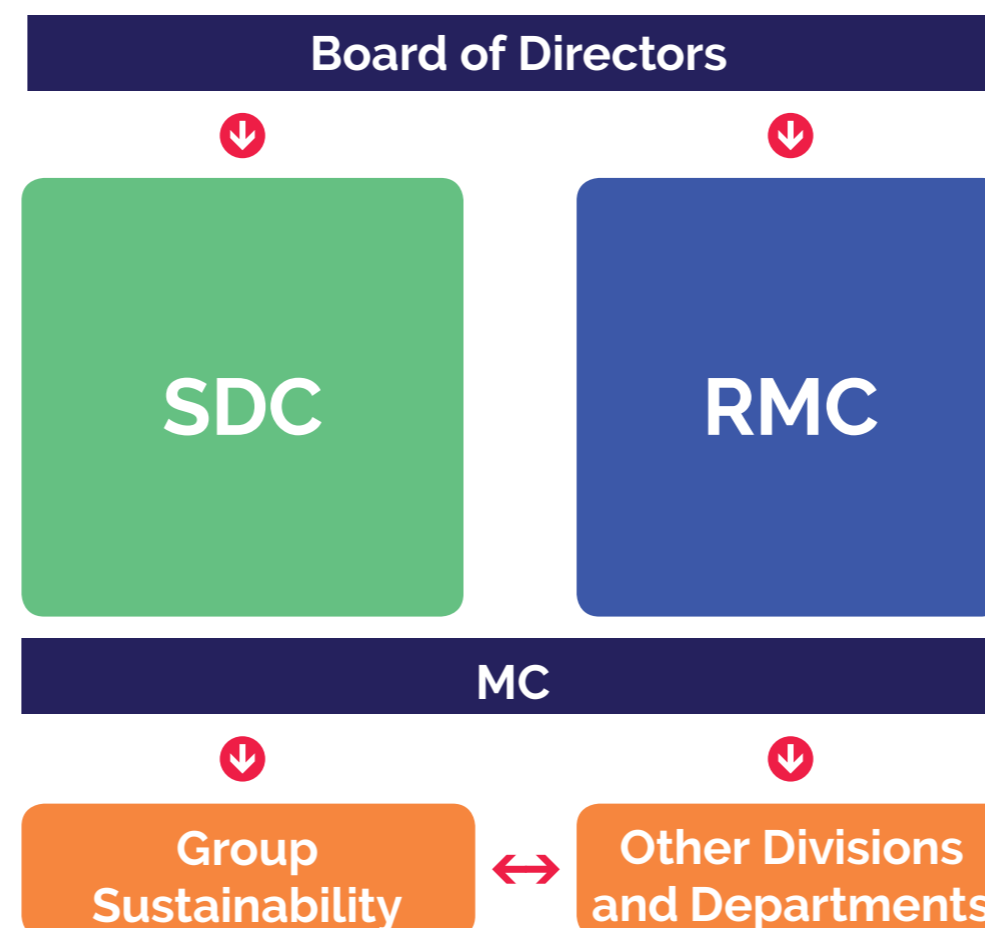 Board of Directors
SDC
RMC
MC
Group
Sustainability
Other Divisions
and Departments